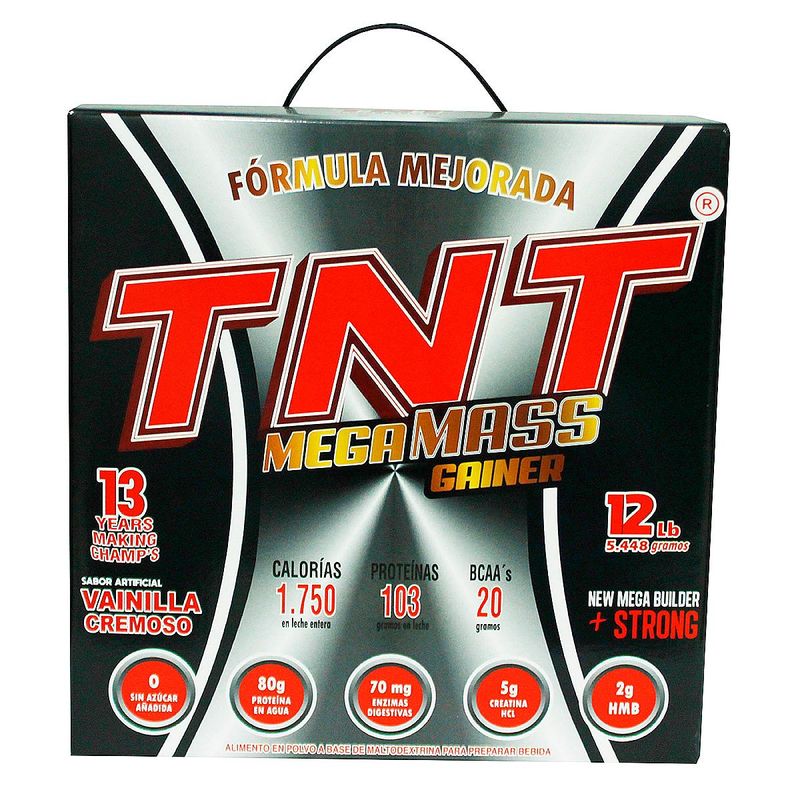 FÓRMULA MEJORADA
TNT®
MEGA MASS
GAINER
13
YEARS
MAKING
CHAMP'S
12 Lb
5.448 gramos
SABOR ARTIFICIAL
VAINILLA
CREMOSO
CALORÍAS
1.750
en leche entera
PROTEÍNAS
103
gramos en leche
BCAA´s
20
gramos
NEW MEGA BUILDER
+ STRONG
0
SIN AZÚCAR
AÑADIDA
80g
PROTEÍNA
EN AGUA
70 mg
ENZIMAS
DIGESTIVAS
5g
CREATINA
HCL
2g
HMB
ALIMENTO EN POLVO A BASE DE MALTODEXTRINA PARA PREPARAR BEBIDA